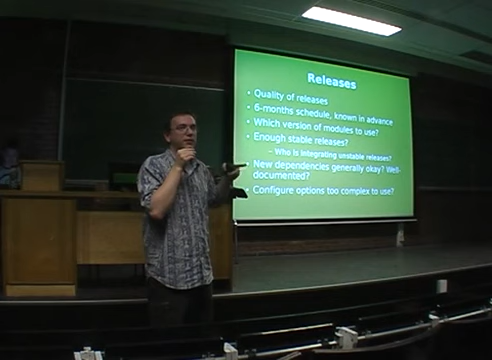 Releases
• Quality of releases
• 6-months schedule, known in advance
• Which version of modules to use?
• Enough stable releases?
– Who is integrating unstable releases?
• New dependencies generally okay? Well-
documented?
• Configure options too complex to use?